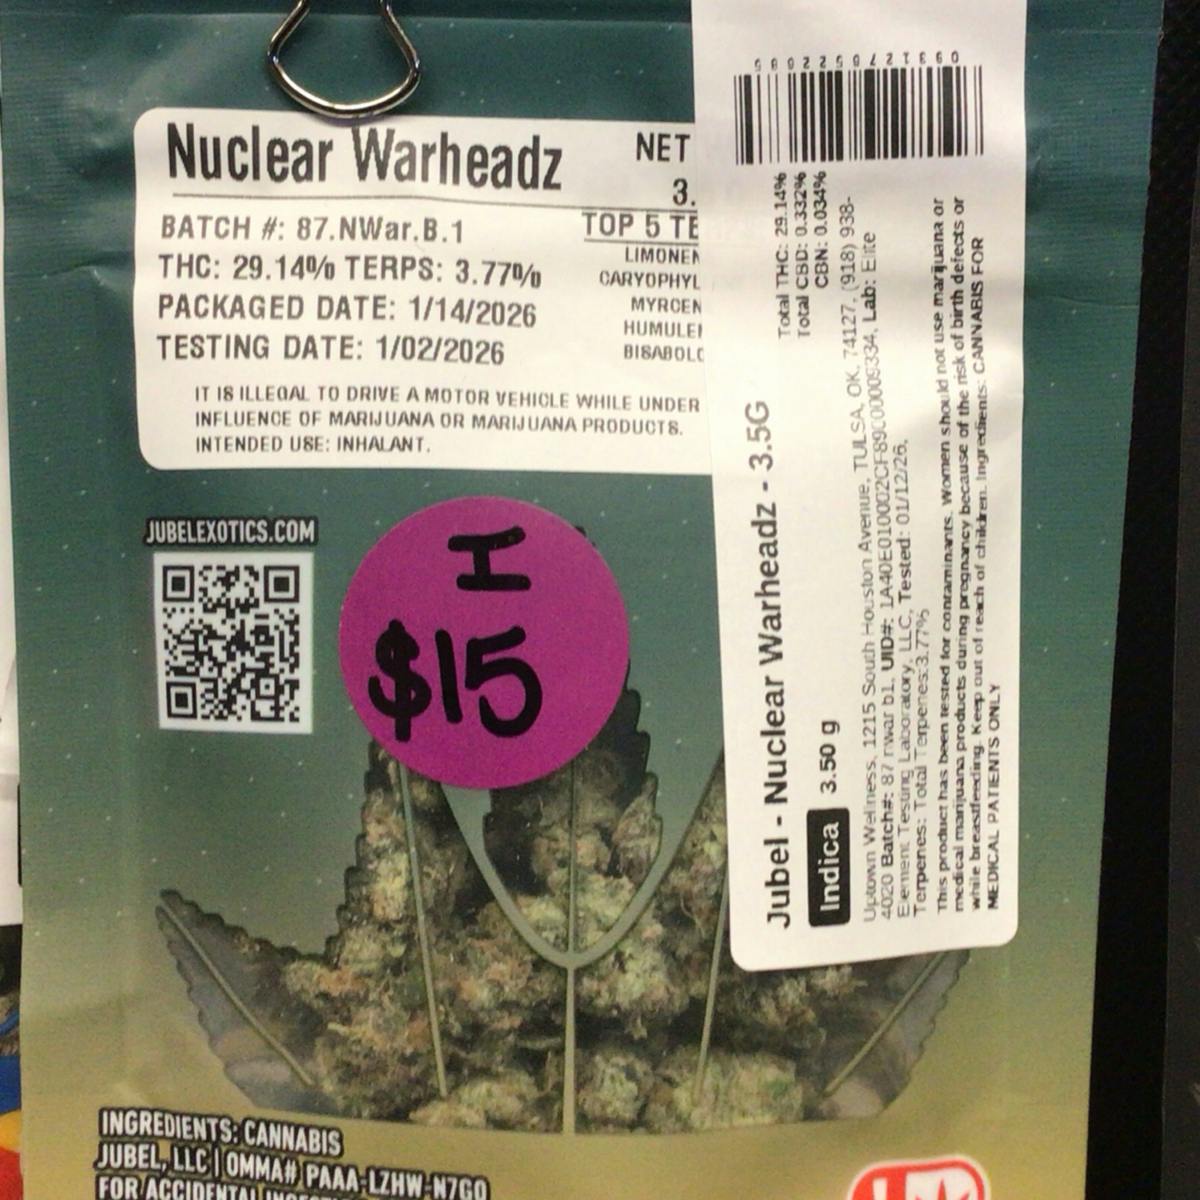 Nuclear Warheadz
NET
3.
BATCH #: 87.NWar.B.1
THC: 29.14% TERPS: 3.77%
PACKAGED DATE: 1/14/2026
TESTING DATE: 1/02/2026
TOP 5 TE
LIMONEN
CARYOPHYL
MYRCEN
HUMULEN
BISABOLO
IT IS ILLEGAL TO DRIVE A MOTOR VEHICLE WHILE UNDER
INFLUENCE OF MARIJUANA OR MARIJUANA PRODUCTS.
INTENDED USE: INHALANT.
JUBELEXOTICS.COM
I
$15
Jubel - Nuclear Warheadz - 3.5G
Indica 3.50 g
Total THC: 29.14%
Total CBD: 0.332%
CBN: 0.034%
Uptown Wellness, 1215 South Houston Avenue, TULSA, OK, 74127, (918) 938-
4020 Batch#: 87 nwar b1, UID#:
Element Testing Laboratory, LLC, Tested: 01/12/26,
Lab: Elite
Terpenes: Total Terpenes:3.77%
This product has been tested for contaminants. Women should not use marijuana or
medical marijuana products during pregnancy because of the risk of birth defects or
while breastfeeding. Keep out of reach of children. Ingredients: CANNABIS FOR
MEDICAL PATIENTS ONLY
INGREDIENTS: CANNABIS
JUBEL, LLC | OMMA# PAAA-LZHW-N7GQ
FOR ACCIDENTAL